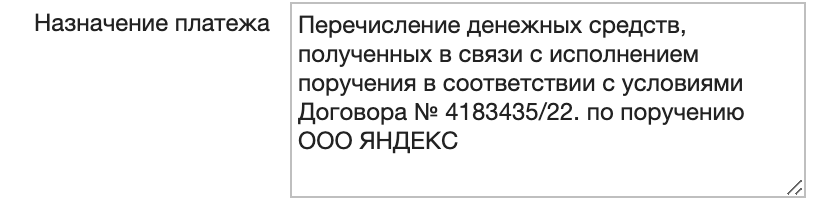 Назначение платежа
Перечисление денежных средств,
полученных в связи с исполнением
поручения в соответствии с условиями
Договора № 4183435/22. по поручению
ООО ЯНДЕКС